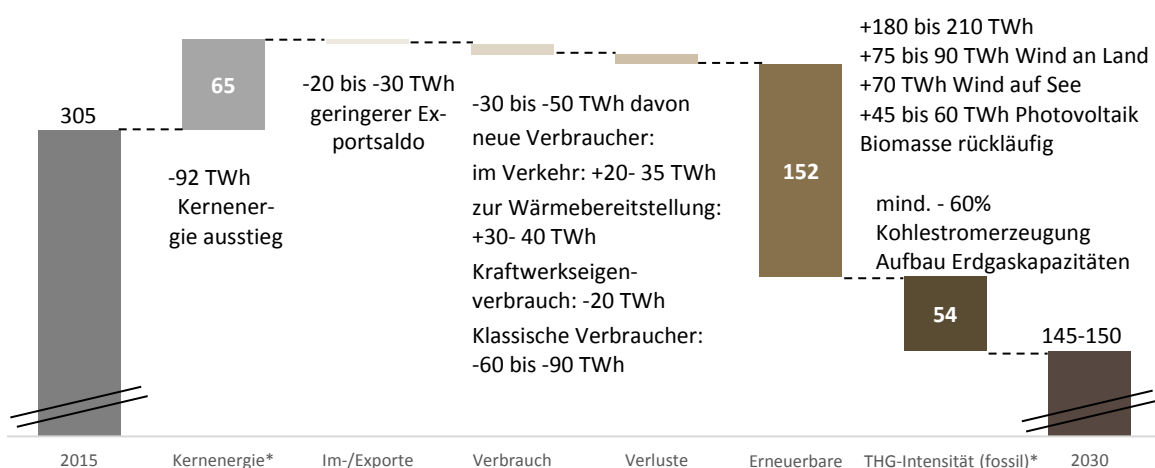 305
65
-92 TWh
Kernener-
gie ausstieg
-20 bis -30 TWh
geringerer Ex-
portsaldo
-30 bis -50 TWh davon
neue Verbraucher:
im Verkehr: +20- 35 TWh
zur Wärmebereitstellung:
+30- 40 TWh
Kraftwerkseigen-
verbrauch: -20 TWh
Klassische Verbraucher:
-60 bis -90 TWh
152
+180 bis 210 TWh
+75 bis 90 TWh Wind an Land
+70 TWh Wind auf See
+45 bis 60 TWh Photovoltaik
Biomasse rückläufig
mind. - 60%
Kohlestromerzeugung
Aufbau Erdgaskapazitäten
54
145-150
2015 Kernenergie* Im-/Exporte Verbrauch Verluste Erneuerbare THG-Intensität (fossil)* 2030